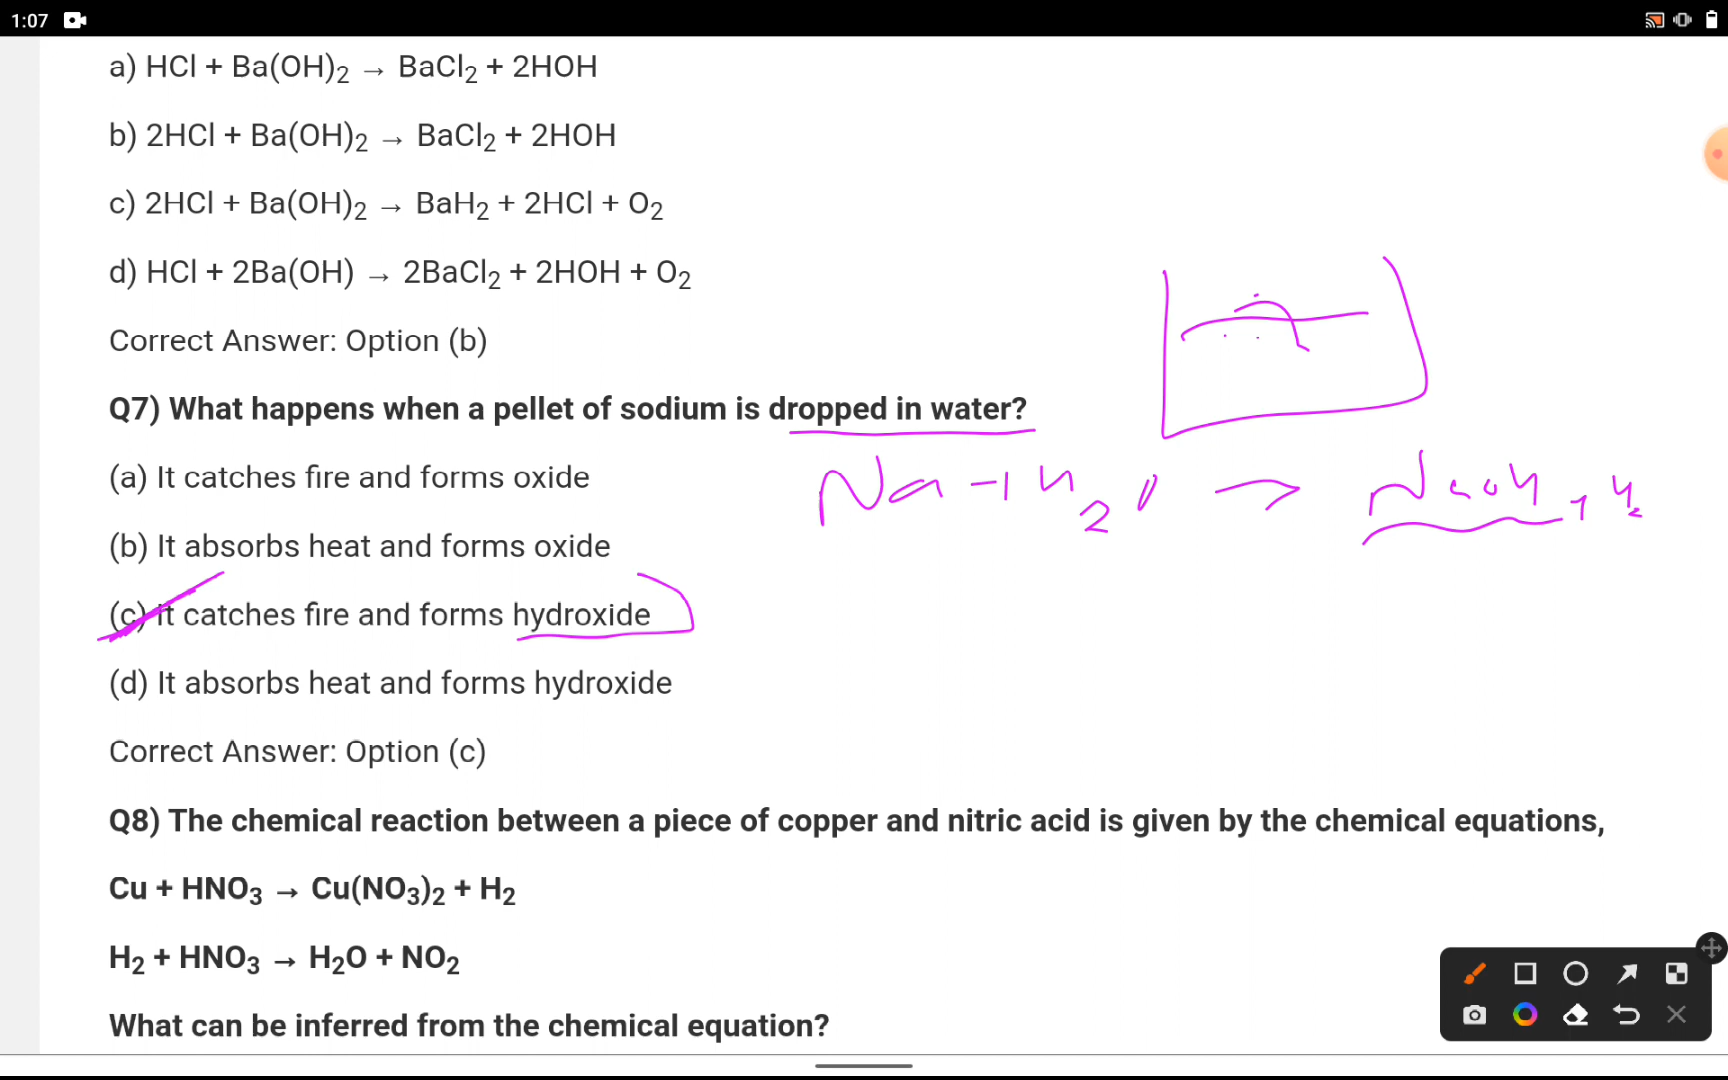 1:07
a) HCl + Ba(OH)₂ → BaCl₂ + 2HOH
b) 2HCl + Ba(OH)₂ → BaCl₂ + 2HOH
c) 2HCl + Ba(OH)₂ → BaH₂ + 2HCl + O₂
d) HCl + 2Ba(OH) → 2BaCl₂ + 2HOH + O₂
Correct Answer: Option (b)
Q7) What happens when a pellet of sodium is dropped in water?
(a) It catches fire and forms oxide
Na + H₂O → NaOH + H₂
(b) It absorbs heat and forms oxide
(c) It catches fire and forms hydroxide
(d) It absorbs heat and forms hydroxide
Correct Answer: Option (c)
Q8) The chemical reaction between a piece of copper and nitric acid is given by the chemical equations,
Cu + HNO₃ → Cu(NO₃)₂ + H₂
H₂ + HNO₃ → H₂O + NO₂
What can be inferred from the chemical equation?